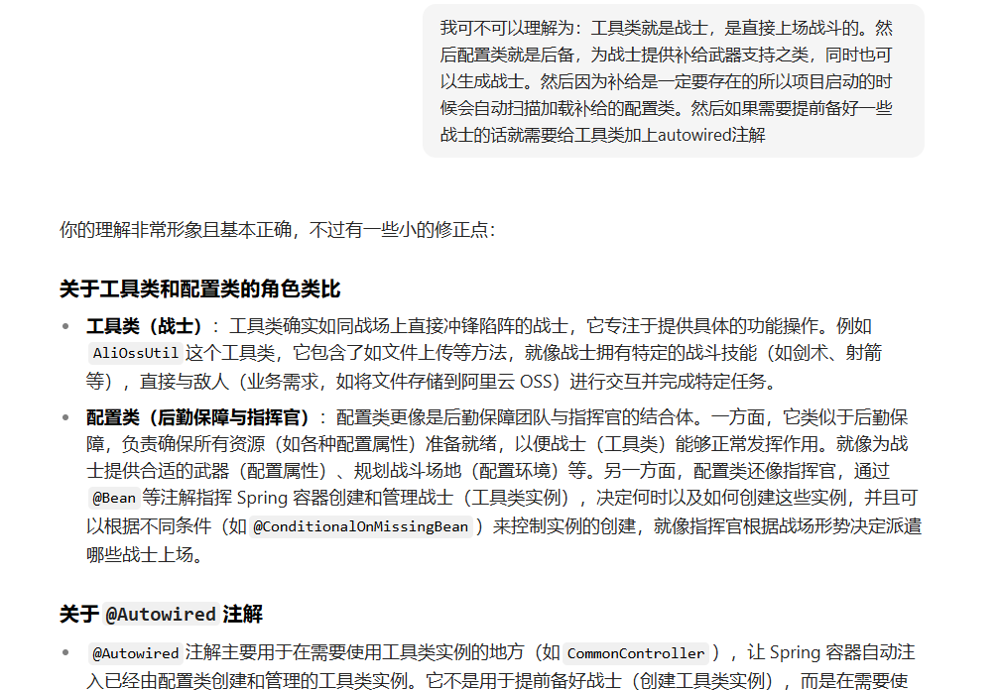 我可不可以理解为：工具类就是战士，是直接上场战斗的。然
后配置类就是后备，为战士提供补给武器支持之类，同时也可
以生成战士。然后因为补给是一定要存在的所以项目启动的时
候会自动扫描加载补给的配置类。然后如果需要提前备好一些
战士的话就需要给工具类加上autowired注解
你的理解非常形象且基本正确，不过有一些小的修正点：
关于工具类和配置类的角色类比
• 工具类（战士）：工具类确实如同战场上直接冲锋陷阵的战士，它专注于提供具体的功能操作。例如
AliOssUtil 这个工具类，它包含了如文件上传等方法，就像战士拥有特定的战斗技能（如剑术、射箭
等），直接与敌人（业务需求，如将文件存储到阿里云 OSS）进行交互并完成特定任务。
• 配置类（后勤保障与指挥官）：配置类更像是后勤保障团队与指挥官的结合体。一方面，它类似于后勤保
障，负责确保所有资源（如各种配置属性）准备就绪，以便战士（工具类）能够正常发挥作用。就像为战
士提供合适的武器（配置属性）、规划战斗场地（配置环境）等。另一方面，配置类还像指挥官，通过
@Bean 等注解指挥 Spring 容器创建和管理战士（工具类实例），决定何时以及如何创建这些实例，并且可
以根据不同条件（如 @ConditionalOnMissingBean ）来控制实例的创建，就像指挥官根据战场形势决定派遣
哪些战士上场。
关于 @Autowired 注解
• @Autowired 注解主要用于在需要使用工具类实例的地方（如 CommonController ），让 Spring 容器自动注
入已经由配置类创建和管理的工具类实例。它不是用于提前备好战士（创建工具类实例），而是在需要使